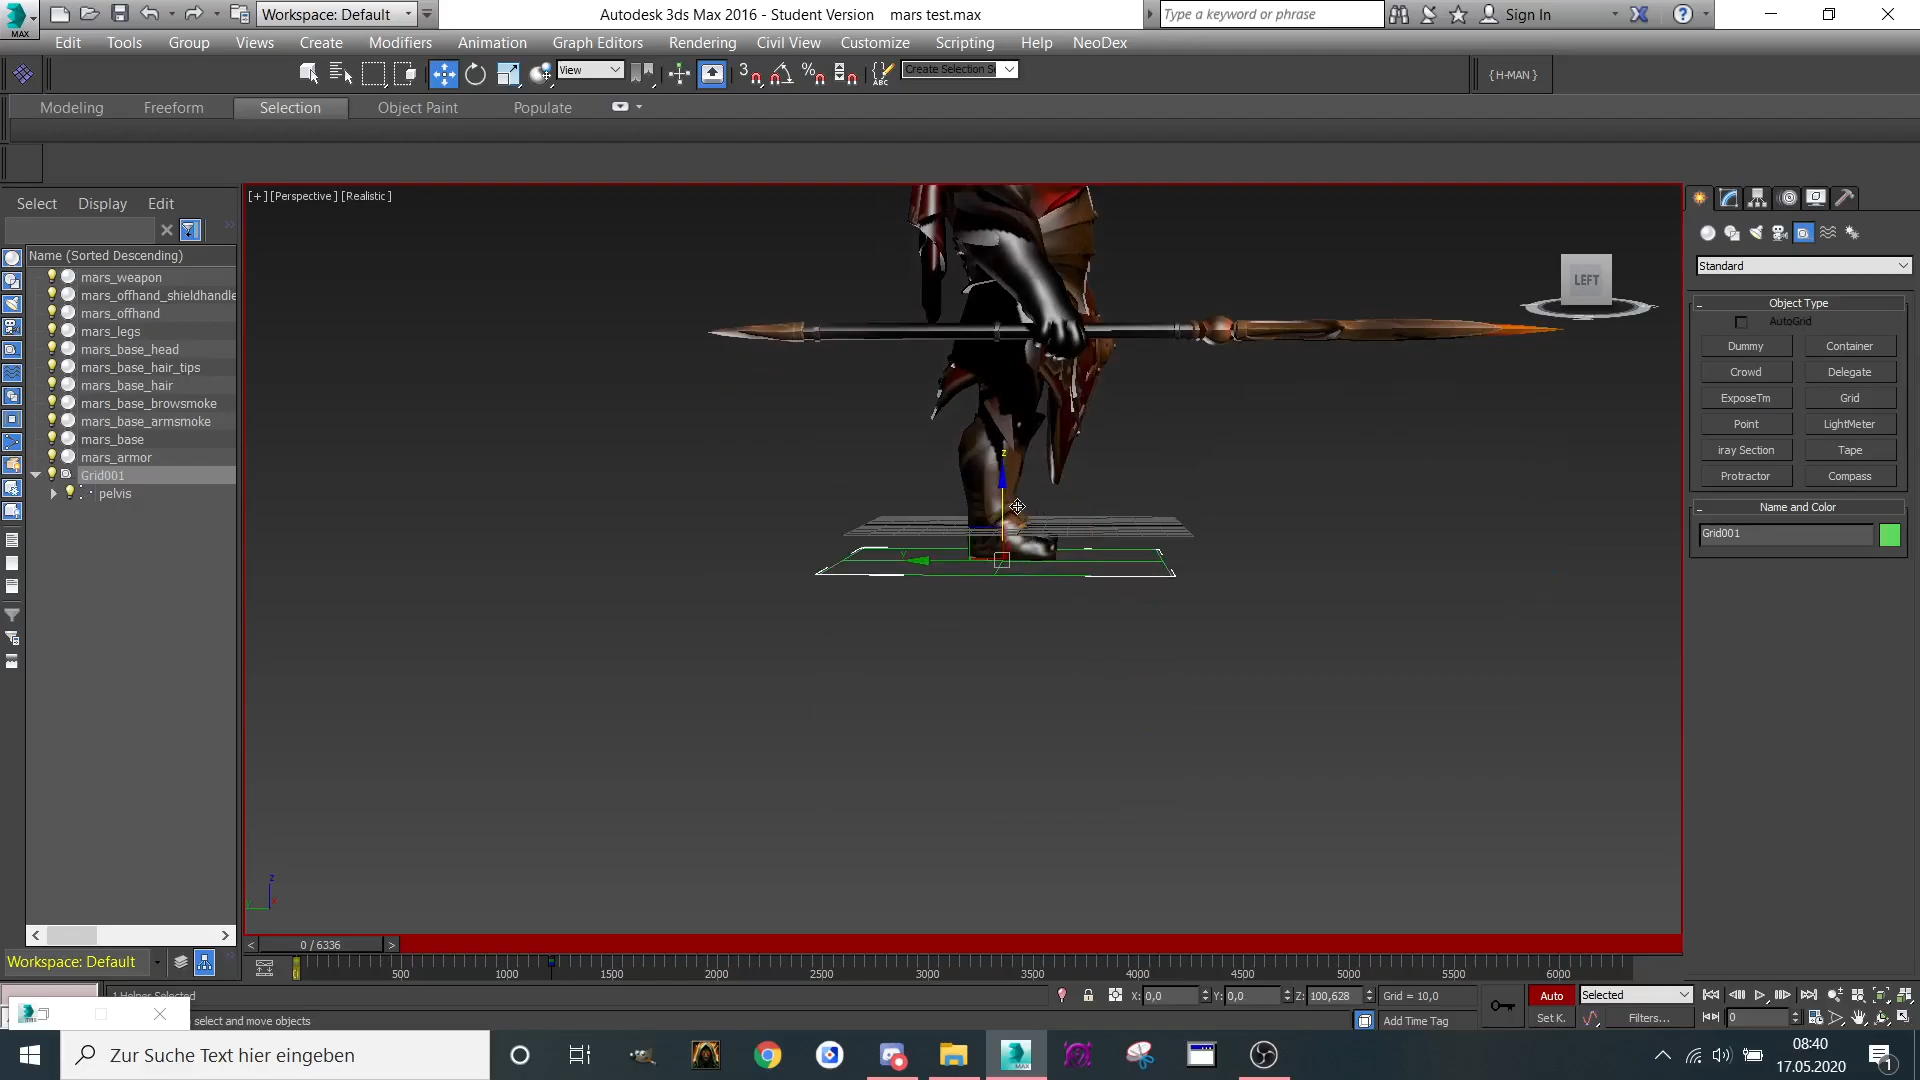 MAX
Workspace: Default
Autodesk 3ds Max 2016 - Student Version    mars test.max
Type a keyword or phrase
Sign In
Edit Tools Group Views Create Modifiers Animation Graph Editors Rendering Civil View Customize Scripting Help NeoDex
View
3
%
ABC
Create Selection S
{H-MAN}
Modeling Freeform Selection Object Paint Populate
Select Display Edit
[+] [Perspective ] [Realistic ]
Name (Sorted Descending)
mars_weapon
mars_offhand_shieldhandle
mars_offhand
mars_legs
mars_base_head
mars_base_hair_tips
mars_base_hair
mars_base_browsmoke
mars_base_armsmoke
mars_base
mars_armor
Grid001
pelvis
LEFT
z
y
z
x
Standard
Object Type
AutoGrid
Dummy Container
Crowd Delegate
ExposeTm Grid
Point LightMeter
iray Section Tape
Protractor Compass
Name and Color
Grid001
< 0 / 6336 >
Workspace: Default
500 1000 1500 2000 2500 3000 3500 4000 4500 5000 5500 6000
1 Helper Selected
X: 0,0 Y: 0,0 Z: 100,628 Grid = 10,0
Auto Selected
select and move objects
Add Time Tag
Set K. Filters... 0
Zur Suche Text hier eingeben
MAX
08:40
17.05.2020
1